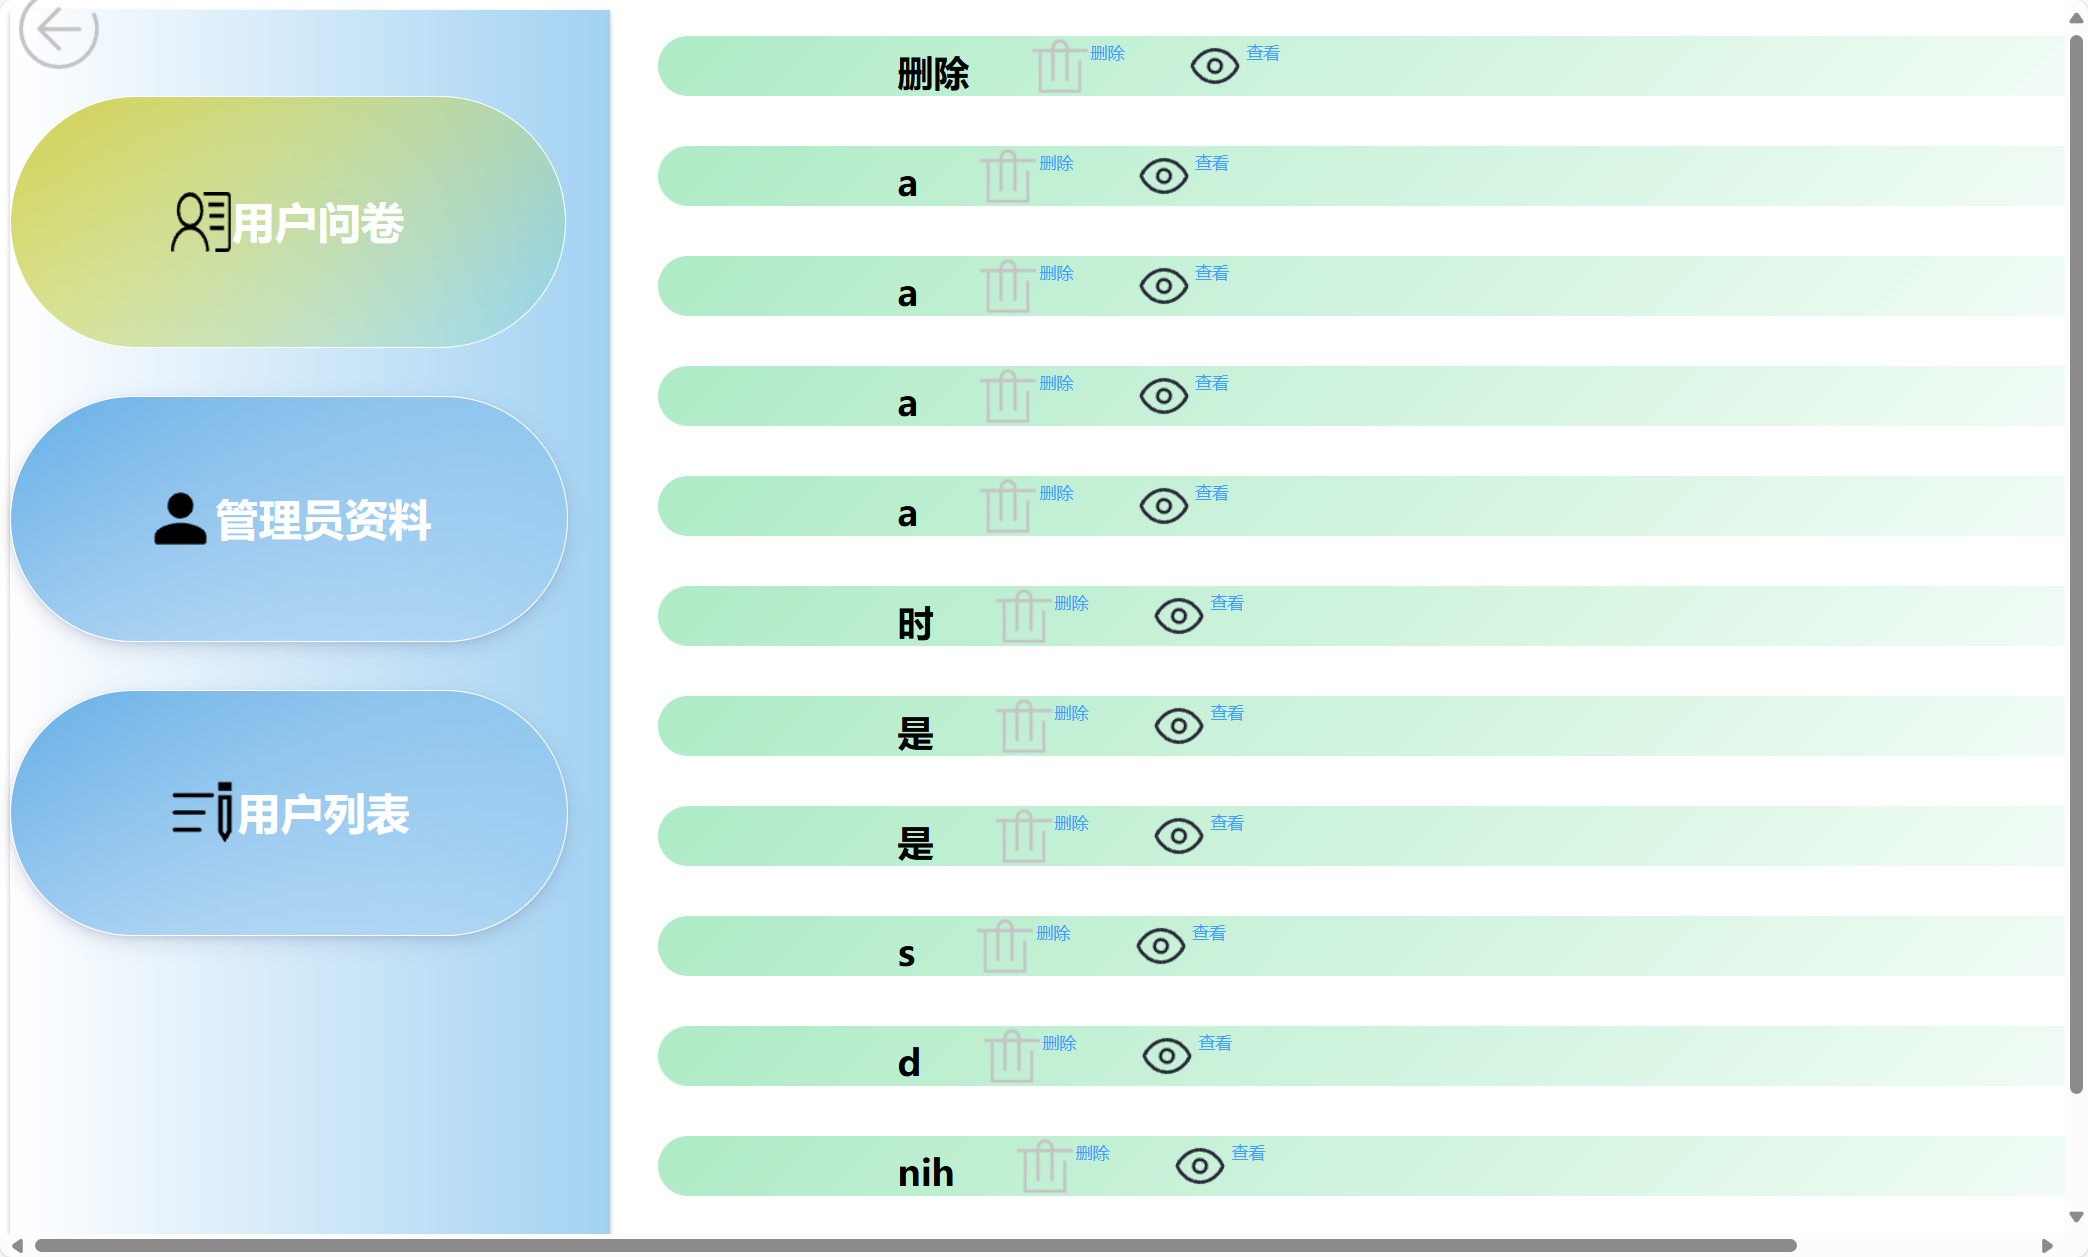 用户问卷
管理员资料
用户列表
删除 删除 查看
a 删除 查看
a 删除 查看
a 删除 查看
a 删除 查看
时 删除 查看
是 删除 查看
是 删除 查看
s 删除 查看
d 删除 查看
nih 删除 查看